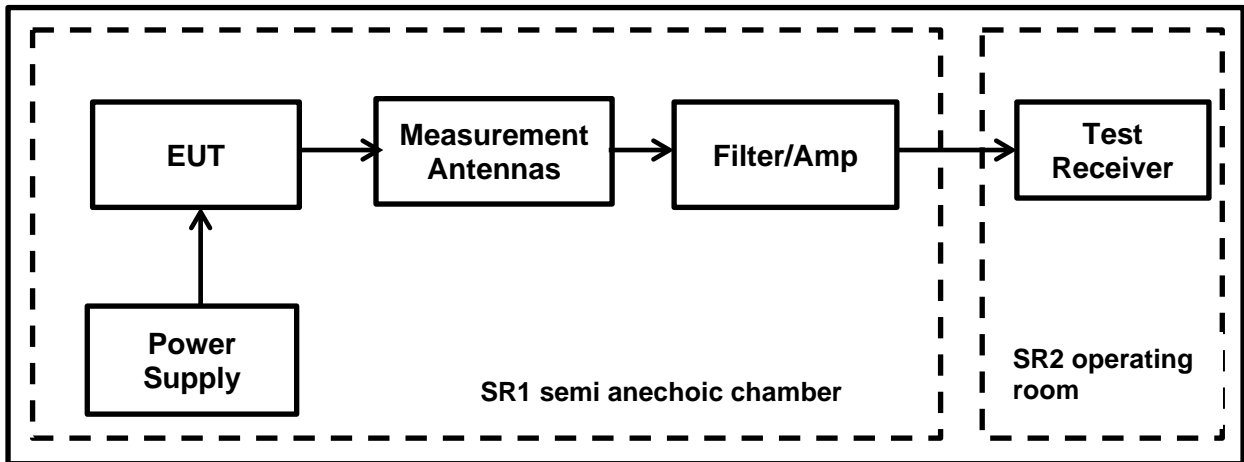 EUT
Measurement
Antennas
Filter/Amp
Test
Receiver
Power
Supply
SR1 semi anechoic chamber
SR2 operating
room